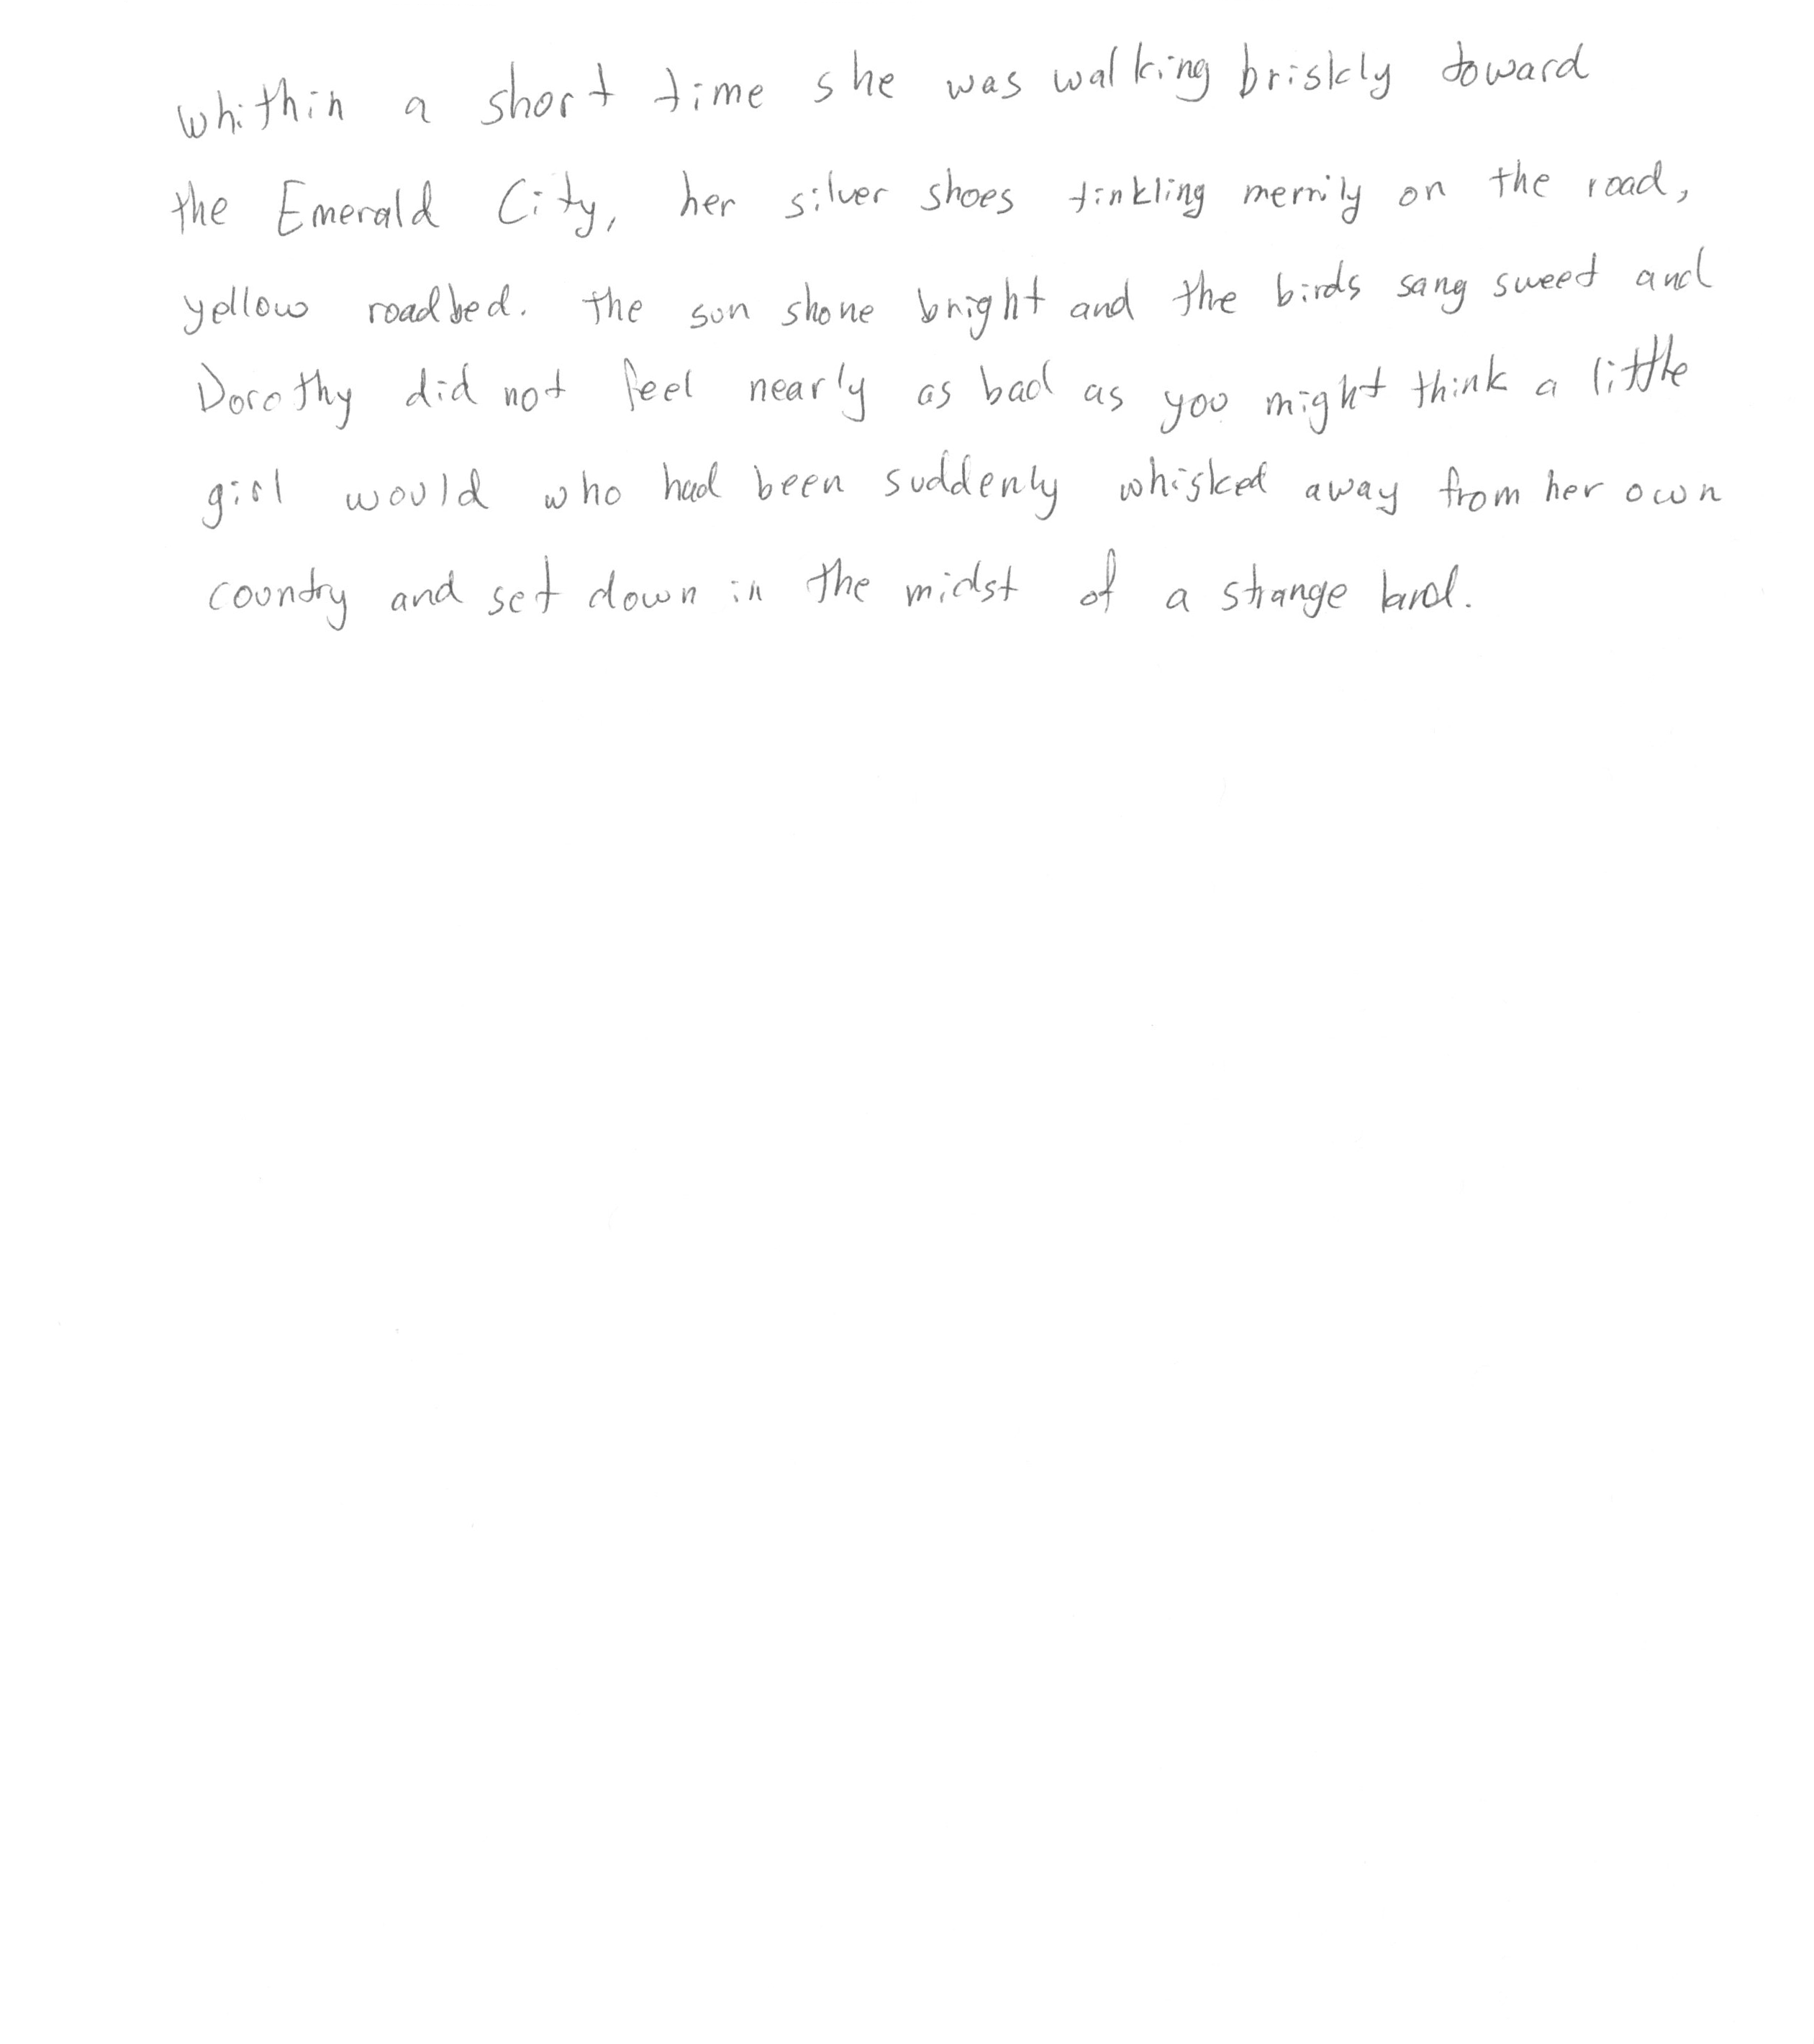 whithin a short time she was walking briskly toward
the Emerald City, her silver shoes tinkling merrily on the road,
yellow roadbed. the sun shone bright and the birds sang sweet and
Dorothy did not feel nearly as bad as you might think a little
girl would who had been suddenly whisked away from her own
country and set down in the midst of a strange land.